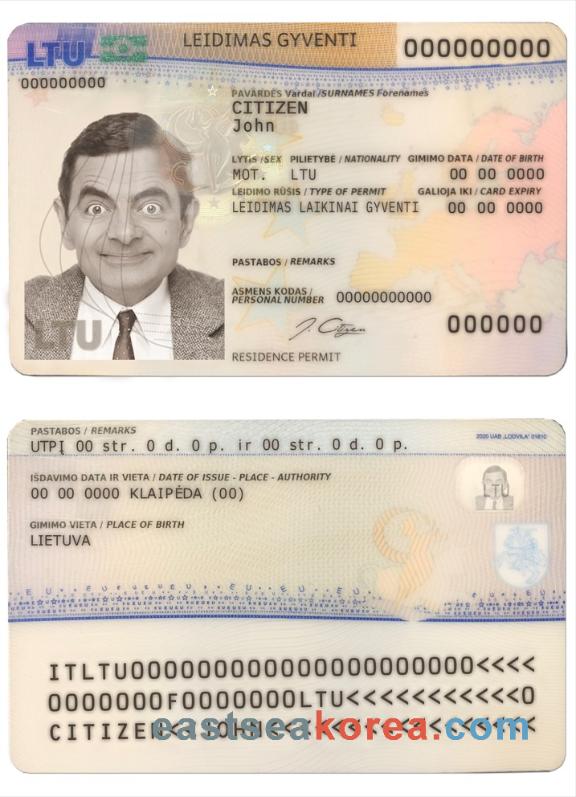 LTU
LEIDIMAS GYVENTI
000000000
000000000
PAVARDĖS Vardai / SURNAMES Forenames
CITIZEN
John
LYTIS / SEX PILIETYBĖ / NATIONALITY GIMIMO DATA / DATE OF BIRTH
MOT. LTU 00 00 0000
LEIDIMO RŪŠIS / TYPE OF PERMIT GALIOJA IKI / CARD EXPIRY
LEIDIMAS LAIKINAI GYVENTI 00 00 0000
PASTABOS / REMARKS
ASMENS KODAS /
PERSONAL NUMBER 00000000000
J. Citizen
000000
LTU
RESIDENCE PERMIT
PASTABOS / REMARKS
UTPĮ 00 str. 0 d. 0 p. ir 00 str. 0 d. 0 p.
2020 UAB „LODVILA" 01810
IŠDAVIMO DATA IR VIETA / DATE OF ISSUE - PLACE - AUTHORITY
00 00 0000 KLAIPĖDA (00)
GIMIMO VIETA / PLACE OF BIRTH
LIETUVA
ITLTU000000000000000000000<<<<
0000000F0000000LTU<<<<<<<<<<<0
CITIZEN<<JOHN<<<<<<<<<<<<<<<<<
eastseakorea.com